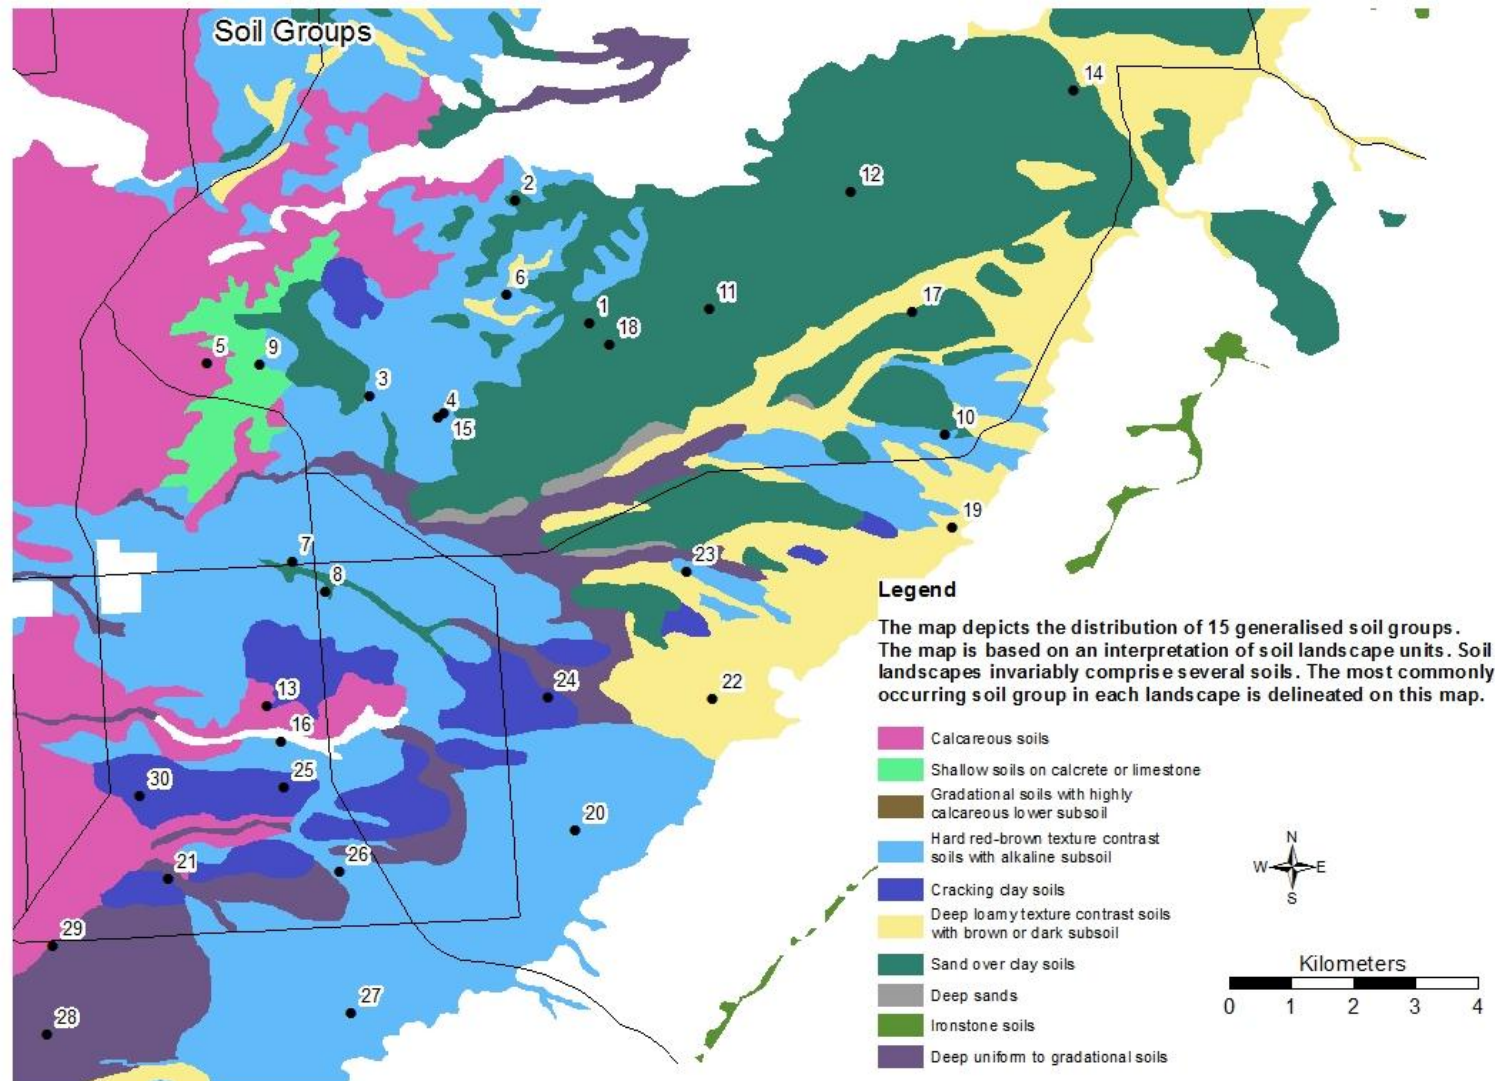 Soil Groups
14
2
12
6
1
11
17
18
5
9
3
4
15
10
19
7
23
8
24
22
13
16
30
25
20
26
21
29
27
28
Legend
The map depicts the distribution of 15 generalised soil groups.
The map is based on an interpretation of soil landscape units. Soil
landscapes invariably comprise several soils. The most commonly
occurring soil group in each landscape is delineated on this map.
Calcareous soils
Shallow soils on calcrete or limestone
Gradational soils with highly
calcareous lower subsoil
Hard red-brown texture contrast
soils with alkaline subsoil
Cracking clay soils
Deep loamy texture contrast soils
with brown or dark subsoil
Sand over clay soils
Deep sands
Ironstone soils
Deep uniform to gradational soils
N
W E
S
Kilometers
0 1 2 3 4